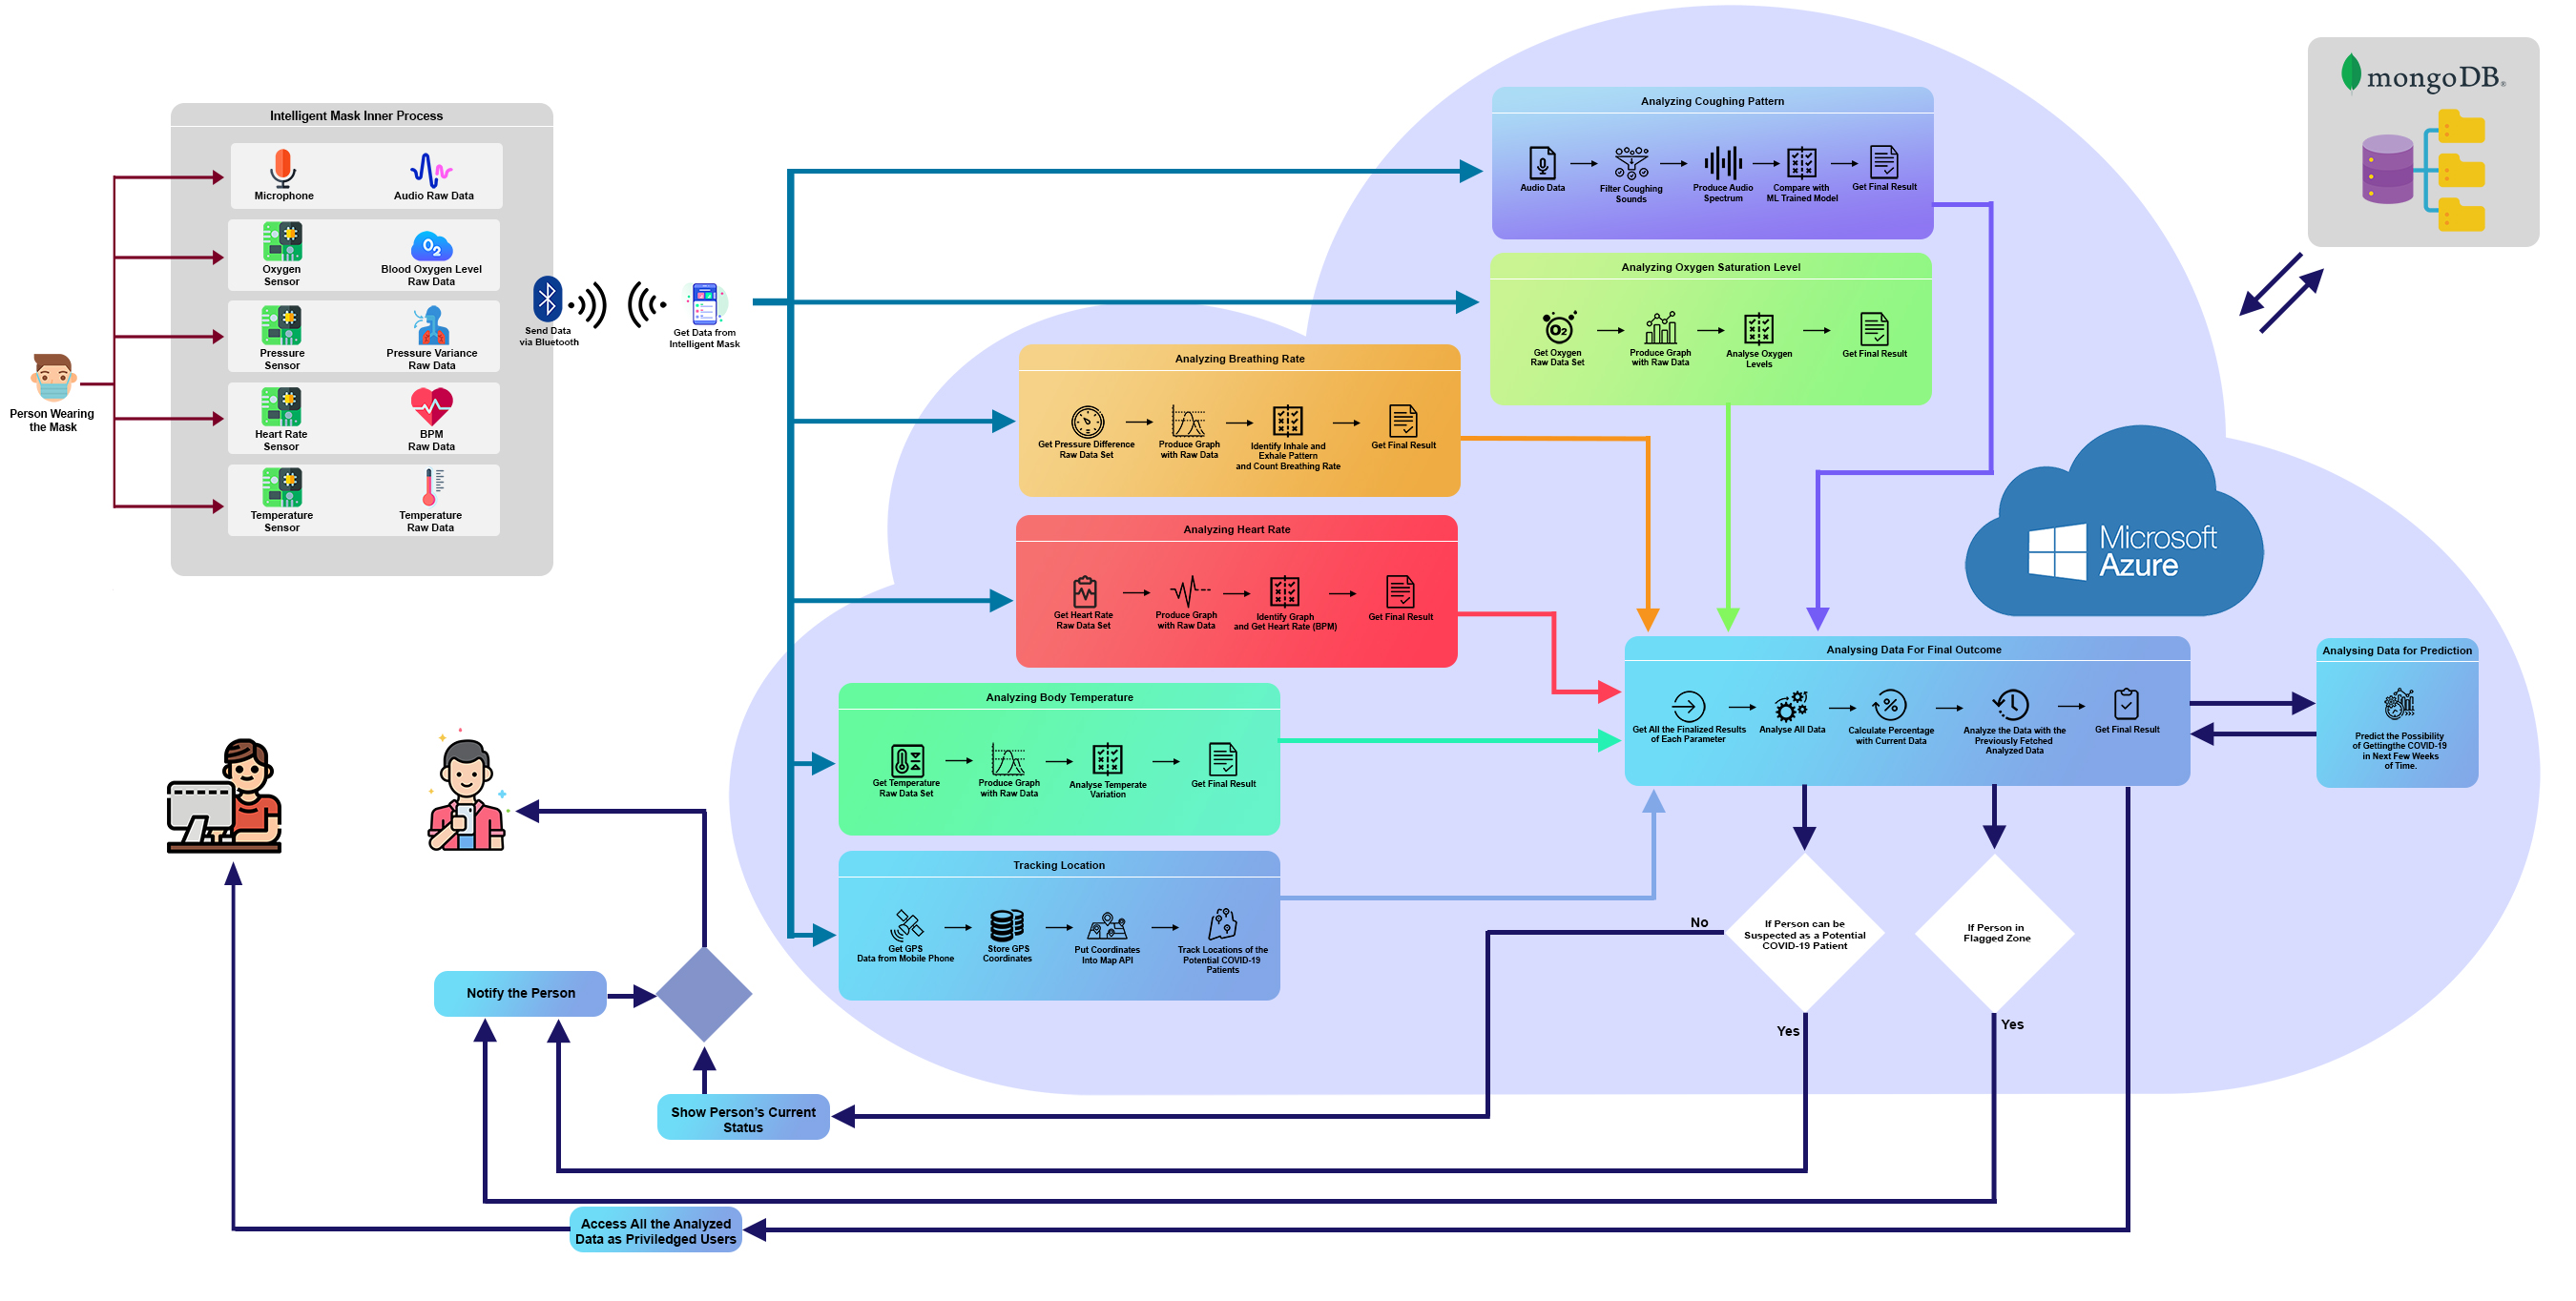 Intelligent Mask Inner Process
Microphone
Audio Raw Data
Oxygen
Sensor
Blood Oxygen Level
Raw Data
Pressure
Sensor
Pressure Variance
Raw Data
Heart Rate
Sensor
BPM
Raw Data
Temperature
Sensor
Temperature
Raw Data
Person Wearing
the Mask
Send Data
via Bluetooth
Get Data from
Intelligent Mask
Analyzing Coughing Pattern
Audio Data
Filter Coughing
Sounds
Produce Audio
Spectrum
Compare with
ML Trained Model
Get Final Result
Analyzing Oxygen Saturation Level
O2
Get Oxygen
Raw Data Set
Produce Graph
with Raw Data
Analyse Oxygen
Levels
Get Final Result
Analyzing Breathing Rate
Get Pressure Difference
Raw Data Set
Produce Graph
with Raw Data
Identify Inhale and
Exhale Pattern
and Count Breathing Rate
Get Final Result
Analyzing Heart Rate
Get Heart Rate
Raw Data Set
Produce Graph
with Raw Data
Identify Graph
and Get Heart Rate (BPM)
Get Final Result
Analyzing Body Temperature
Get Temperature
Raw Data Set
Produce Graph
with Raw Data
Analyse Temperate
Variation
Get Final Result
Tracking Location
Get GPS
Data from Mobile Phone
Store GPS
Coordinates
Put Coordinates
Into Map API
Track Locations of the
Potential COVID-19
Patients
mongoDB®
Microsoft
Azure
Analysing Data For Final Outcome
Get All the Finalized Results
of Each Parameter
Analyse All Data
Calculate Percentage
with Current Data
Analyze the Data with the
Previously Fetched
Analyzed Data
Get Final Result
Analysing Data for Prediction
Predict the Possibility
of Gettingthe COVID-19
in Next Few Weeks
of Time.
If Person can be
Suspected as a Potential
COVID-19 Patient
If Person in
Flagged Zone
No
Yes
Yes
Notify the Person
Show Person's Current
Status
Access All the Analyzed
Data as Priviledged Users
O2